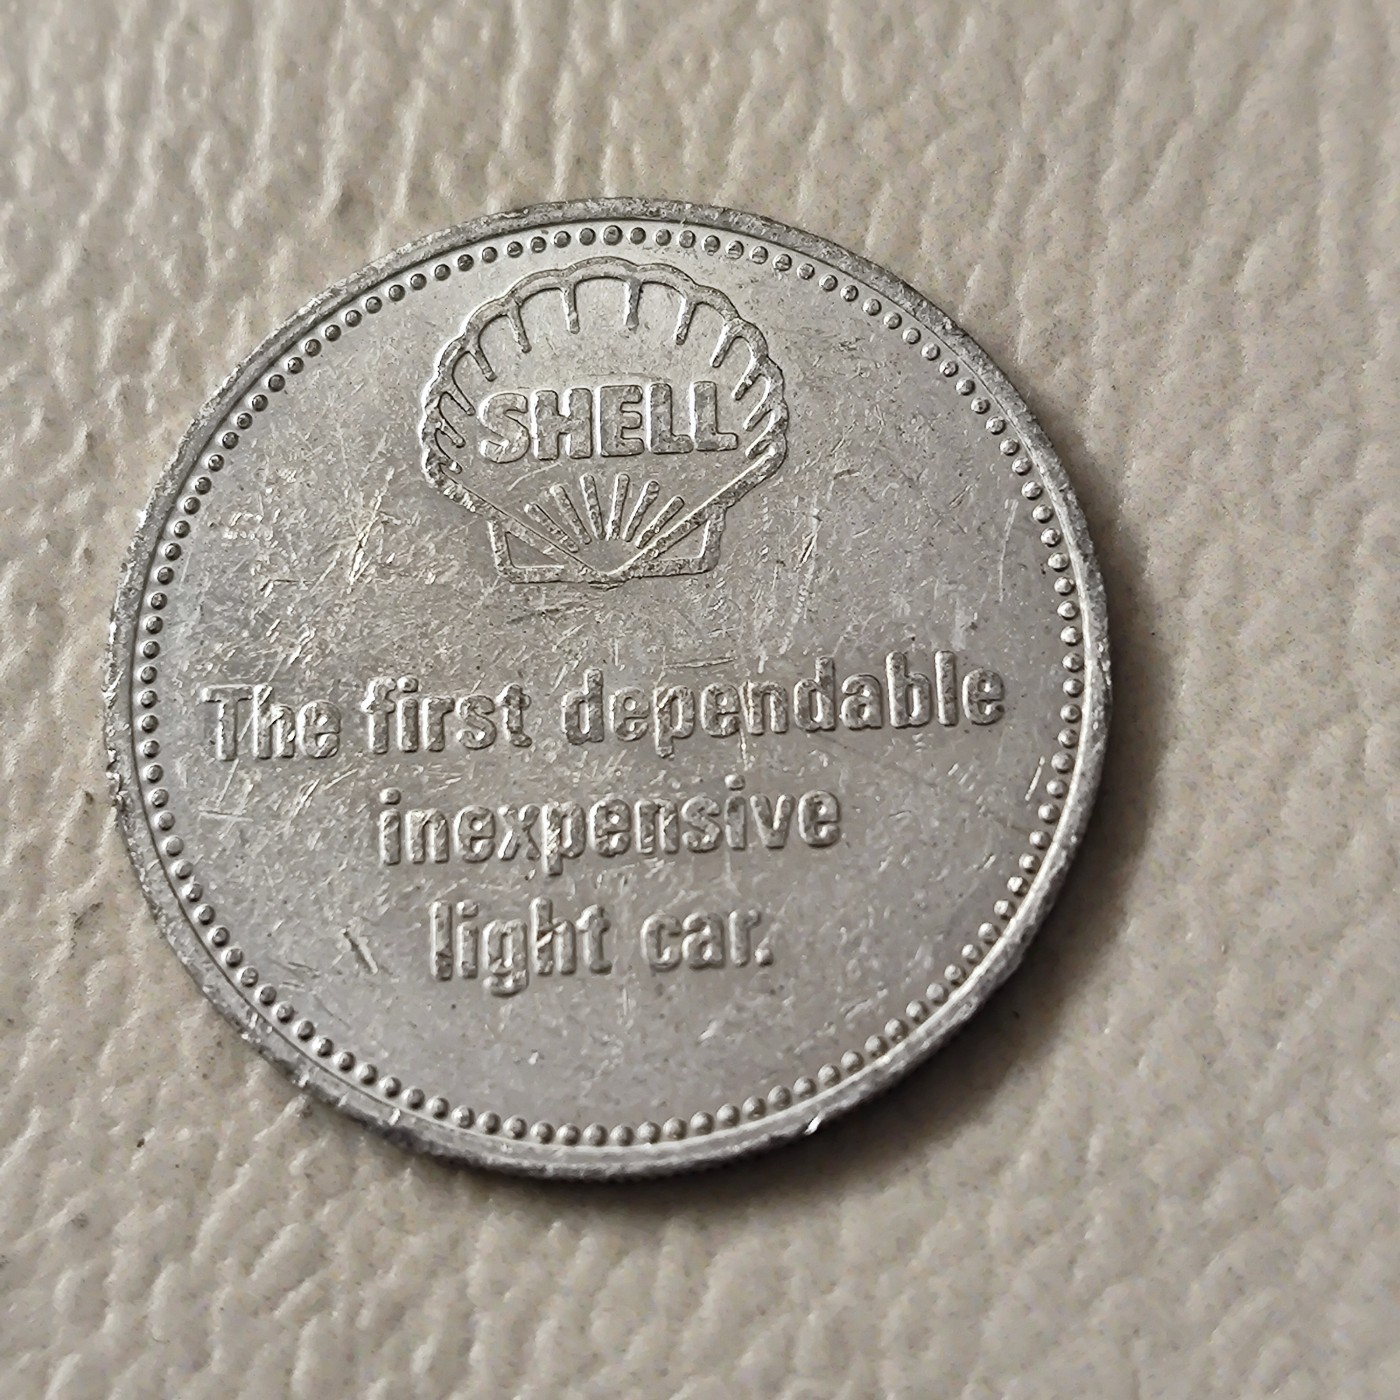 SHELL
The first dependable
inexpensive
light car.